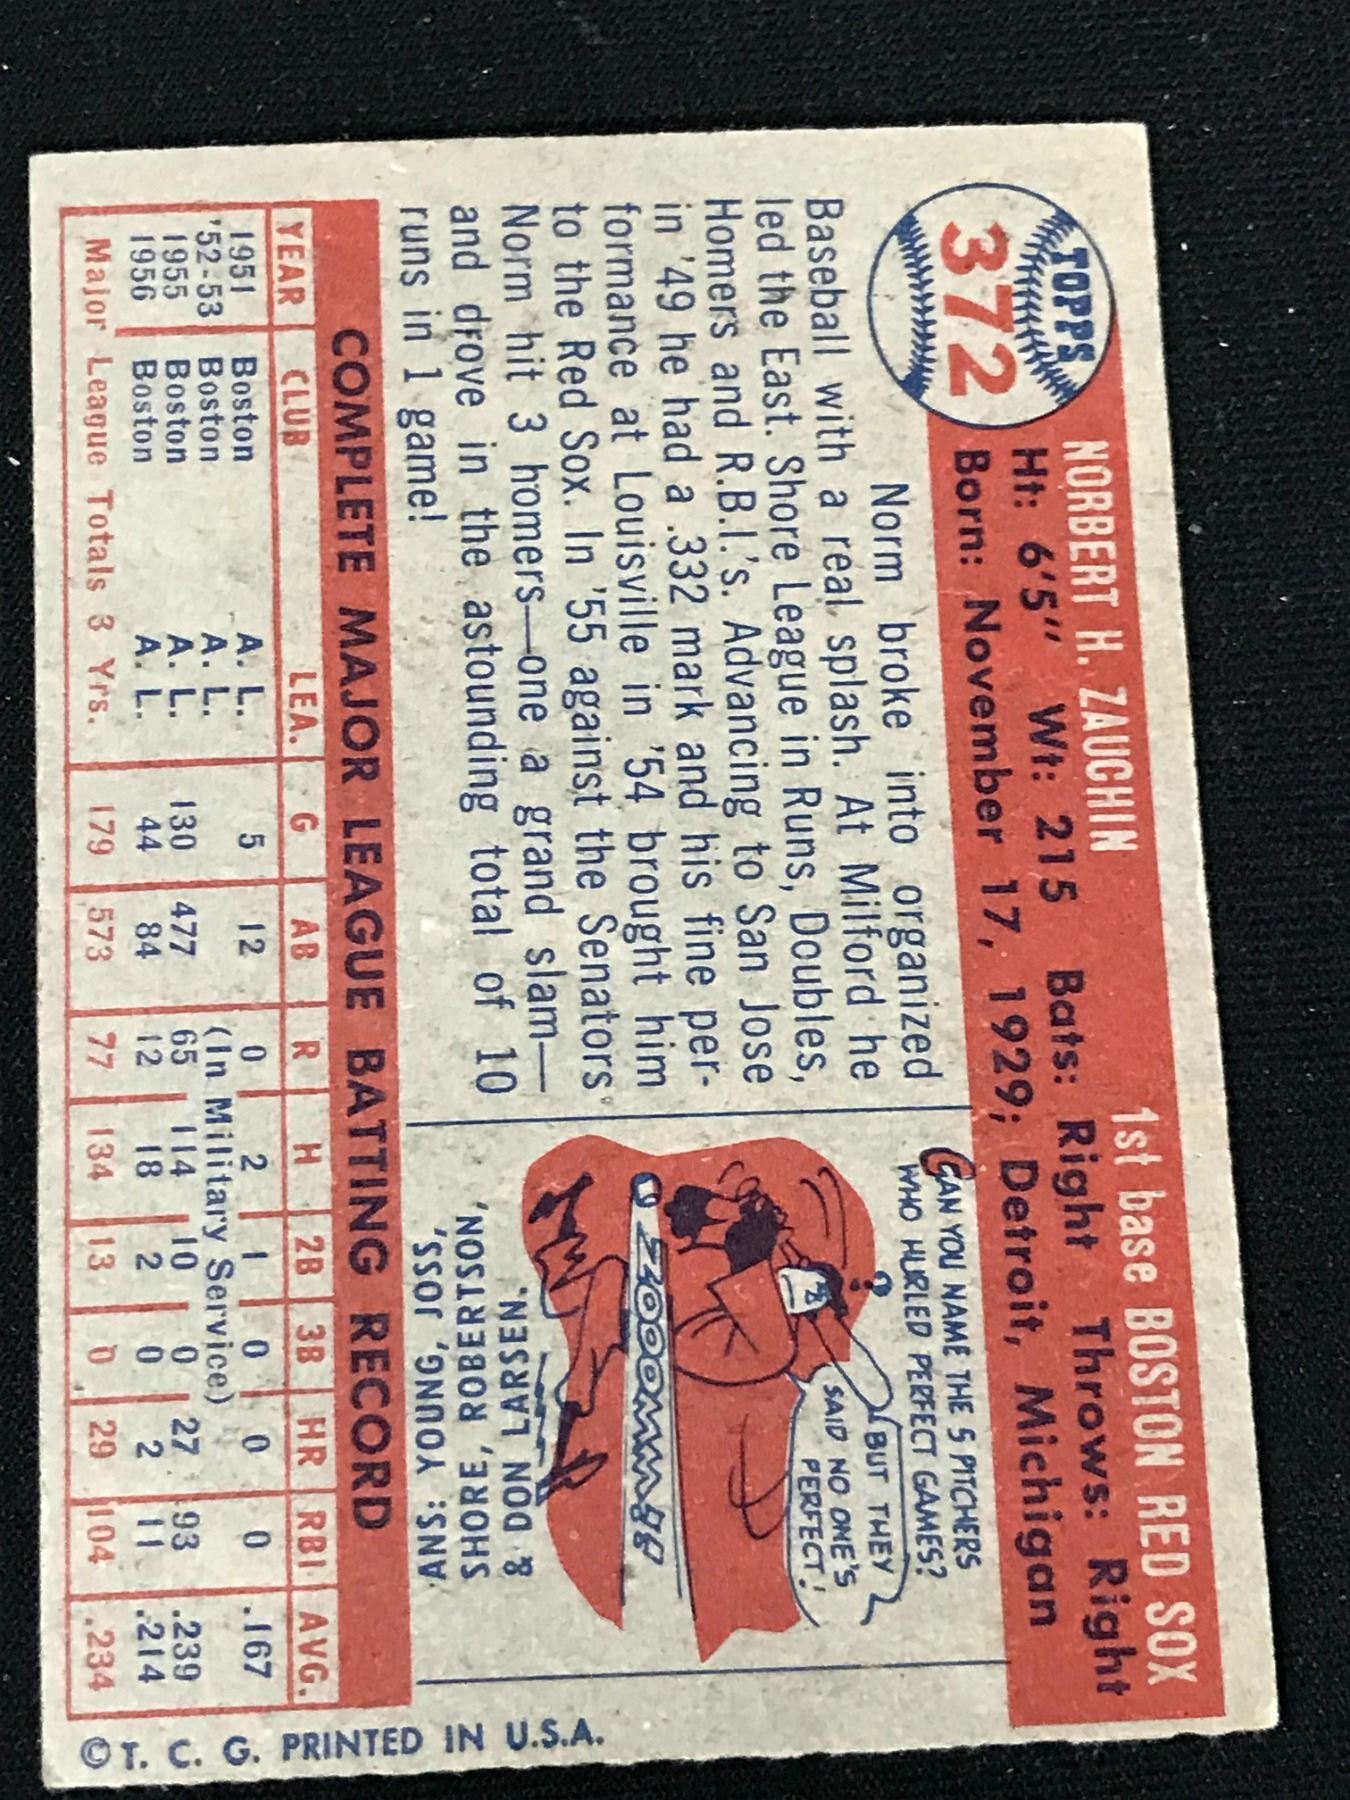 TOPPS
372
NORBERT H. ZAUCHIN 1st base BOSTON RED SOX
Ht: 6'5" Wt: 215 Bats: Right Throws: Right
Born: November 17, 1929; Detroit, Michigan
Norm broke into organized
Baseball with a real splash. At Milford he
led the East. Shore League in Runs, Doubles,
Homers and R.B.I.'s. Advancing to San Jose
in '49 he had a .332 mark and his fine per-
formance at Louisville in '54 brought him
to the Red Sox. In '55 against the Senators
Norm hit 3 homers—one a grand slam—
and drove in the astounding total of 10
runs in 1 game!
CAN YOU NAME THE 5 PITCHERS
WHO HURLED PERFECT GAMES?
BUT THEY
SAID NO ONE'S
PERFECT!
?
ANS: YOUNG, JOSS,
SHORE, ROBERTSON,
& DON LARSEN.
COMPLETE MAJOR LEAGUE BATTING RECORD
YEAR CLUB LEA. G AB R H 2B 3B HR RBI AVG.
1951 Boston A. L. 5 12 0 2 1 0 0 0 .167
'52-53 Boston A. L. (In Military Service)
1955 Boston A. L. 130 477 65 114 10 0 27 93 .239
1956 Boston A. L. 44 84 12 18 2 0 2 11 .214
Major League Totals 3 Yrs. 179 573 77 134 13 0 29 104 .234
© T. C. G. PRINTED IN U.S.A.